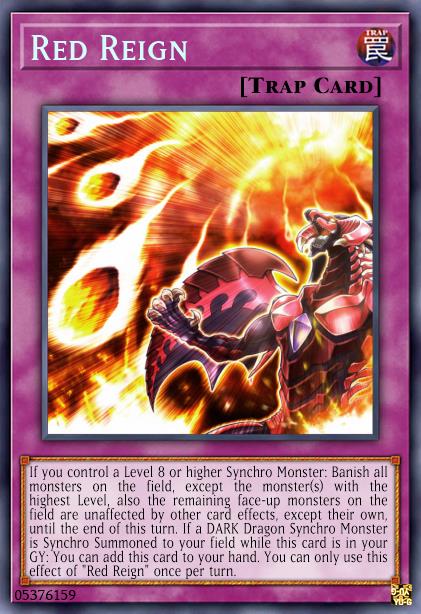 Red Reign
TRAP
罠
[Trap Card]
If you control a Level 8 or higher Synchro Monster: Banish all
monsters on the field, except the monster(s) with the
highest Level, also the remaining face-up monsters on the
field are unaffected by other card effects, except their own,
until the end of this turn. If a DARK Dragon Synchro Monster
is Synchro Summoned to your field while this card is in your
GY: You can add this card to your hand. You can only use this
effect of "Red Reign" once per turn.
05376159